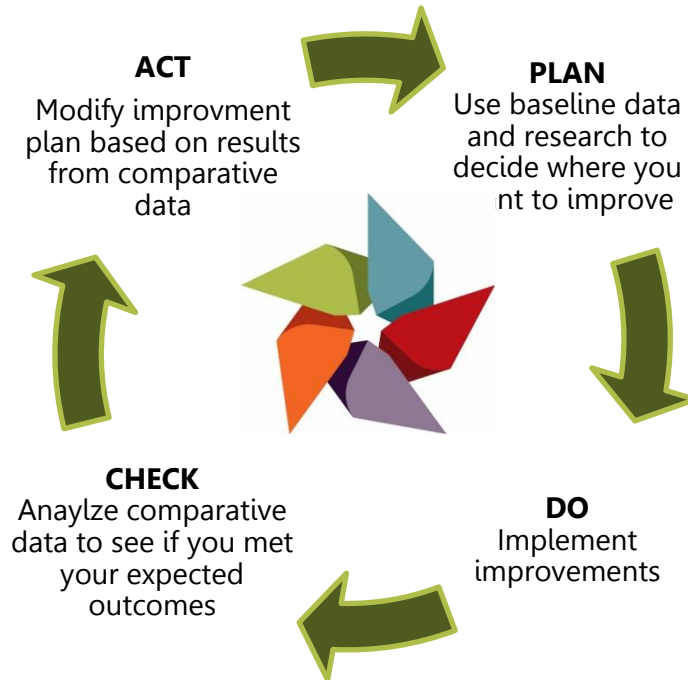 ACT
Modify improvment
plan based on results
from comparative
data
PLAN
Use baseline data
and research to
decide where you
nt to improve
DO
Implement
improvements
CHECK
Anaylze comparative
data to see if you met
your expected
outcomes